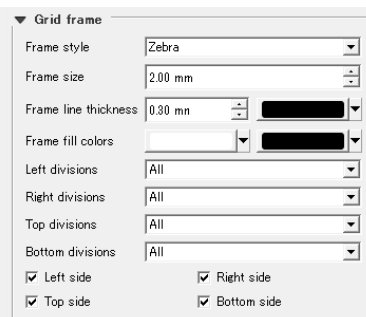 Grid frame
Frame style Zebra
Frame size 2.00 mm
Frame line thickness 0.30 mn
Frame fill colors
Left divisions All
Right divisions All
Top divisions All
Bottom divisions All
Left side Right side
Top side Bottom side